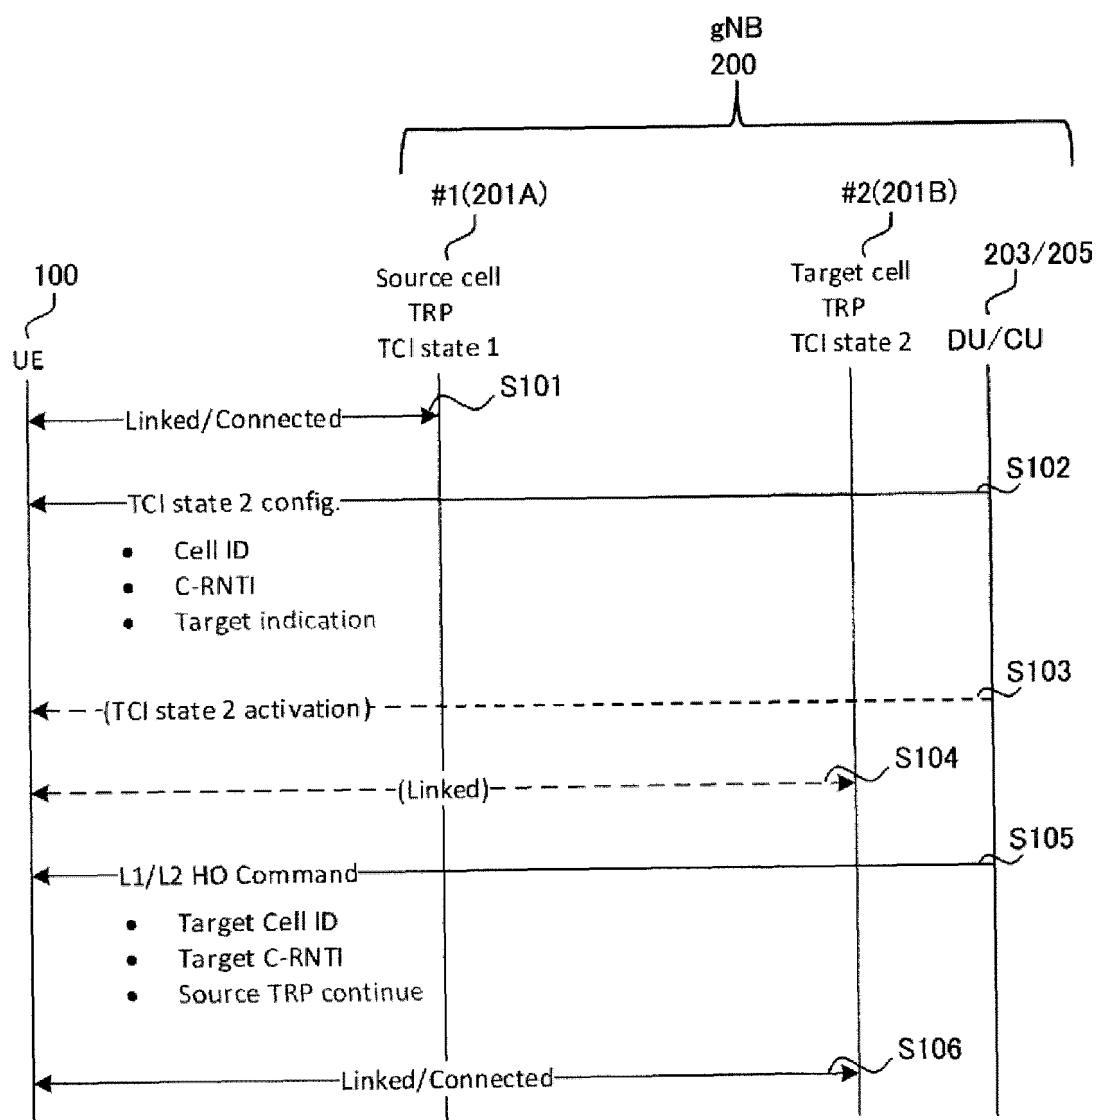 gNB
200
#1(201A)
#2(201B)
203/205
100
Source cell
TRP
TCI state 1
Target cell
TRP
TCI state 2
DU/CU
UE
S101
Linked/Connected
S102
TCI state 2 config.
• Cell ID
• C-RNTI
• Target indication
S103
(TCI state 2 activation)
S104
(Linked)
S105
L1/L2 HO Command
• Target Cell ID
• Target C-RNTI
• Source TRP continue
S106
Linked/Connected